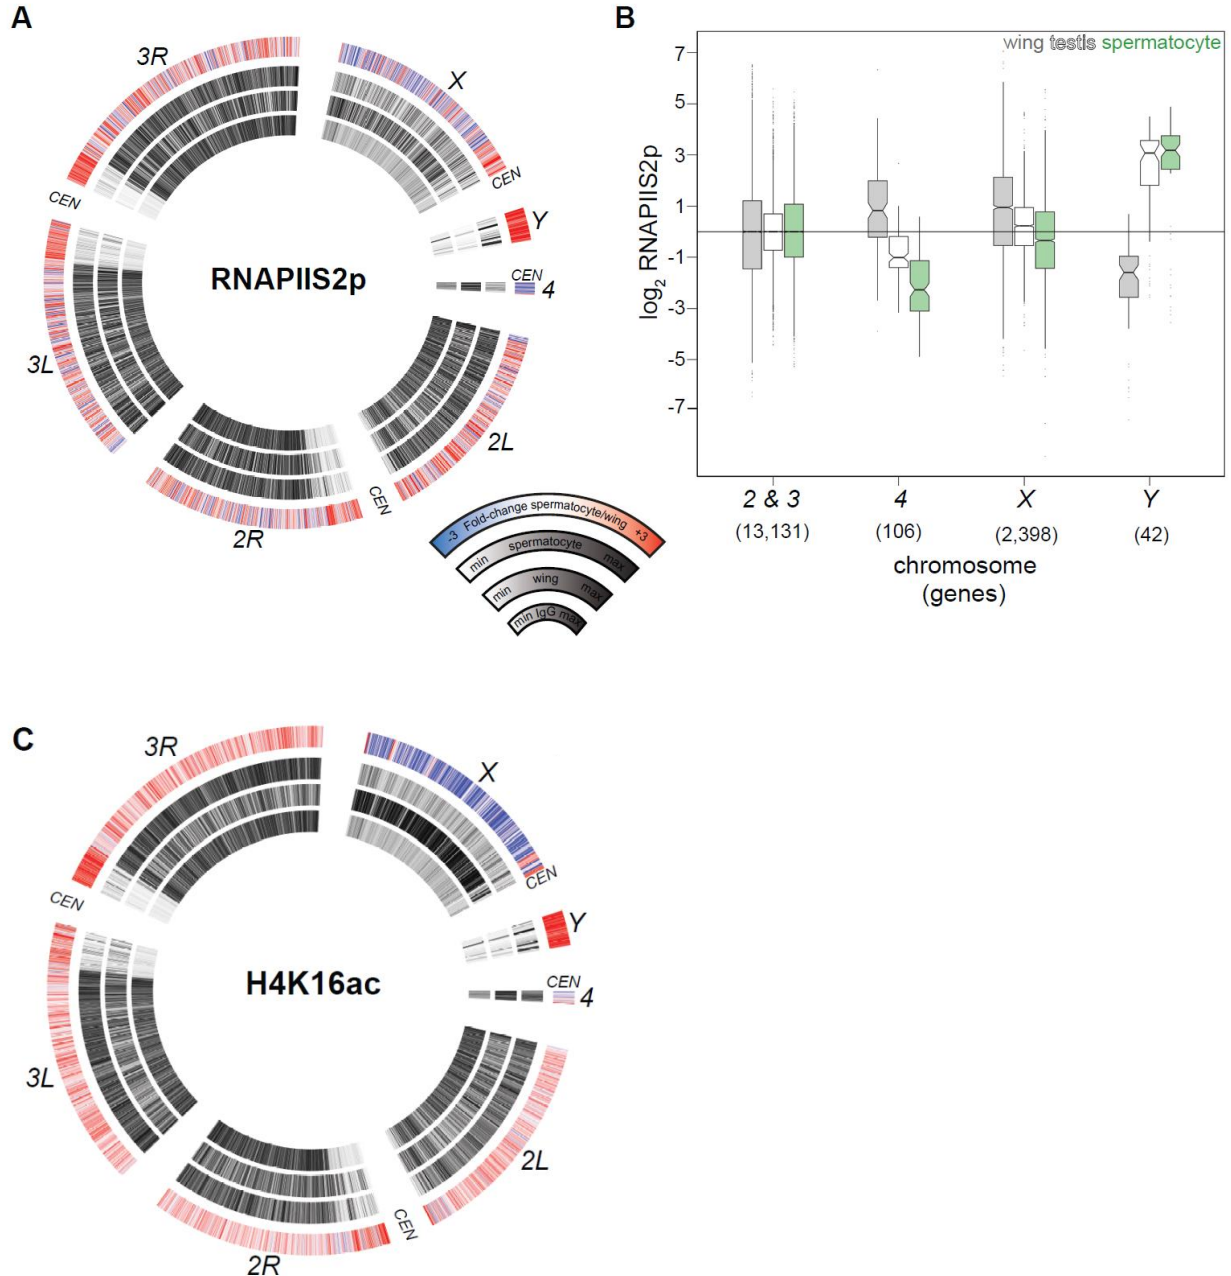 A
3R
X
CEN
CEN
Y
CEN
4
RNAPIIS2p
3L
2L
CEN
2R
-3 Fold-change spermatocyte/wing +3
min spermatocyte max
min wing max
min IgG max
B
wing testis spermatocyte
7
5
3
1
-1
-3
-5
-7
log2 RNAPIIS2p
2 & 3 4 X Y
(13,131) (106) (2,398) (42)
chromosome
(genes)
C
3R
X
CEN
CEN
Y
CEN
4
H4K16ac
3L
2L
CEN
2R